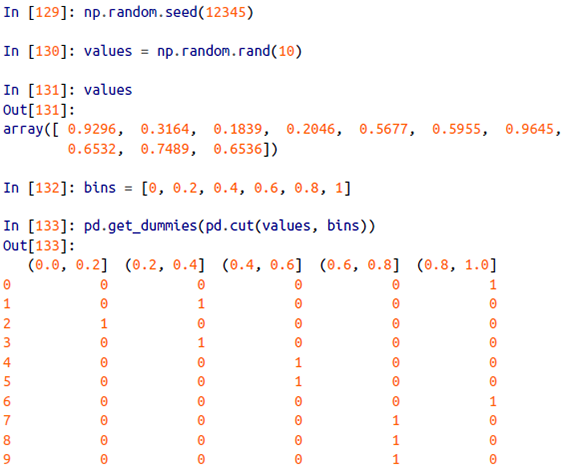 In [129]: np.random.seed(12345)
In [130]: values = np.random.rand(10)
In [131]: values
Out[131]:
array([ 0.9296, 0.3164, 0.1839, 0.2046, 0.5677, 0.5955, 0.9645,
0.6532, 0.7489, 0.6536])
In [132]: bins = [0, 0.2, 0.4, 0.6, 0.8, 1]
In [133]: pd.get_dummies(pd.cut(values, bins))
Out[133]:
(0.0, 0.2] (0.2, 0.4] (0.4, 0.6] (0.6, 0.8] (0.8, 1.0]
0 0 0 0 0 1
1 0 1 0 0 0
2 1 0 0 0 0
3 0 1 0 0 0
4 0 0 1 0 0
5 0 0 1 0 0
6 0 0 0 0 1
7 0 0 0 1 0
8 0 0 0 1 0
9 0 0 0 1 0